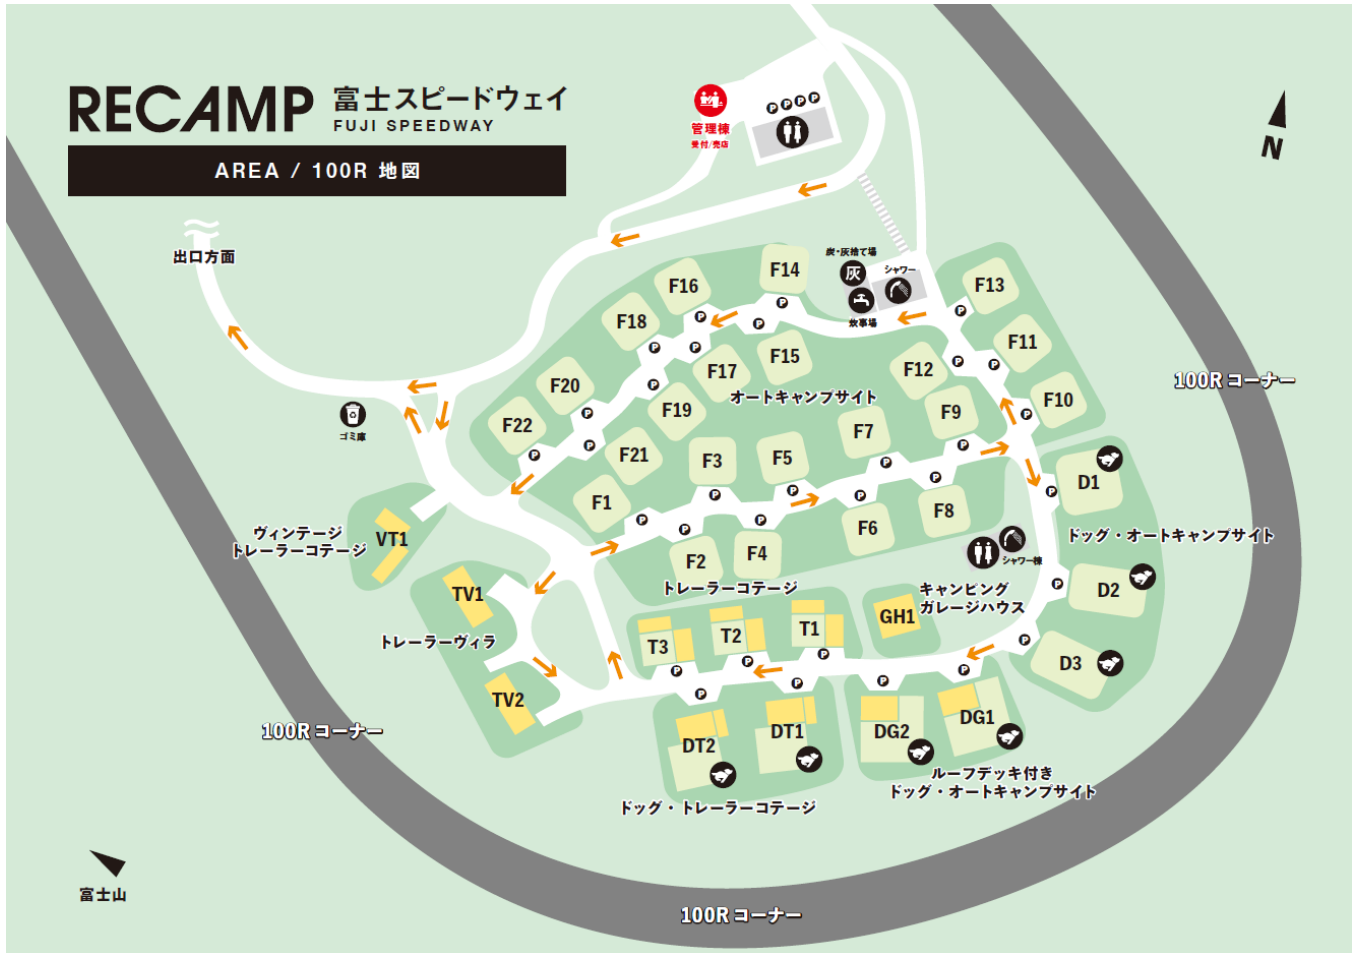 RECAMP
富士スピードウェイ
FUJI SPEEDWAY
AREA / 100R 地図
管理棟
受付/売店
P P P P
N
出口方面
炭・灰捨て場
灰
シャワー
炊事場
F14
F16
F13
F18
F11
F15
F17
F12
F20
オートキャンプサイト
F19
F10
100R コーナー
F22
F9
ゴミ庫
F7
F21
F3
F5
D1
F1
F8
F6
ヴィンテージ
トレーラーコテージ
VT1
ドッグ・オートキャンプサイト
F2
F4
シャワー棟
トレーラーコテージ
キャンピング
ガレージハウス
D2
TV1
GH1
T1
T2
T3
トレーラーヴィラ
D3
TV2
100R コーナー
DT2
DT1
DG2
DG1
ルーフデッキ付き
ドッグ・オートキャンプサイト
ドッグ・トレーラーコテージ
富士山
100R コーナー